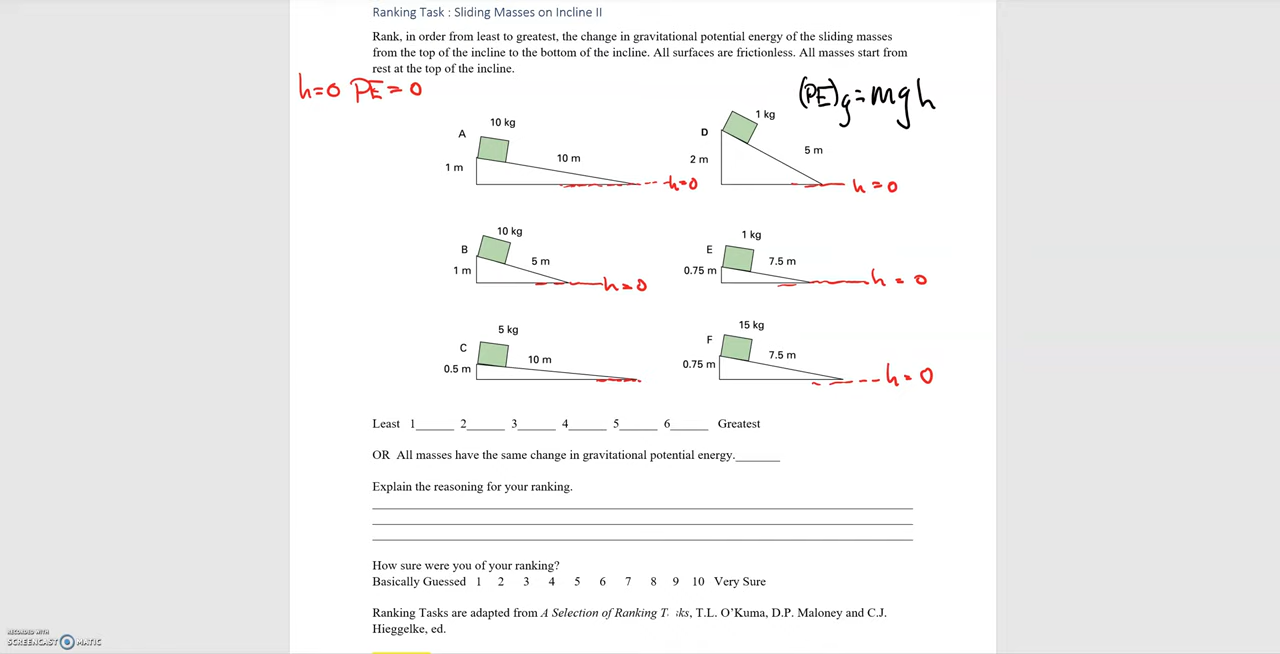 Ranking Task : Sliding Masses on Incline II
Rank, in order from least to greatest, the change in gravitational potential energy of the sliding masses
from the top of the incline to the bottom of the incline. All surfaces are frictionless. All masses start from
rest at the top of the incline.
h=0 PE=0
(PE)g=mgh
A
10 kg
1 m
10 m
h=0
D
1 kg
2 m
5 m
h=0
B
10 kg
1 m
5 m
h=0
E
1 kg
0.75 m
7.5 m
h=0
C
5 kg
0.5 m
10 m
F
15 kg
0.75 m
7.5 m
h=0
Least 1______ 2______ 3______ 4______ 5______ 6______ Greatest
OR All masses have the same change in gravitational potential energy._______
Explain the reasoning for your ranking.
How sure were you of your ranking?
Basically Guessed 1 2 3 4 5 6 7 8 9 10 Very Sure
Ranking Tasks are adapted from A Selection of Ranking T, T.L. O’Kuma, D.P. Maloney and C.J.
Hieggelke, ed.
RECORDED WITH
SCREENCAST MATIC